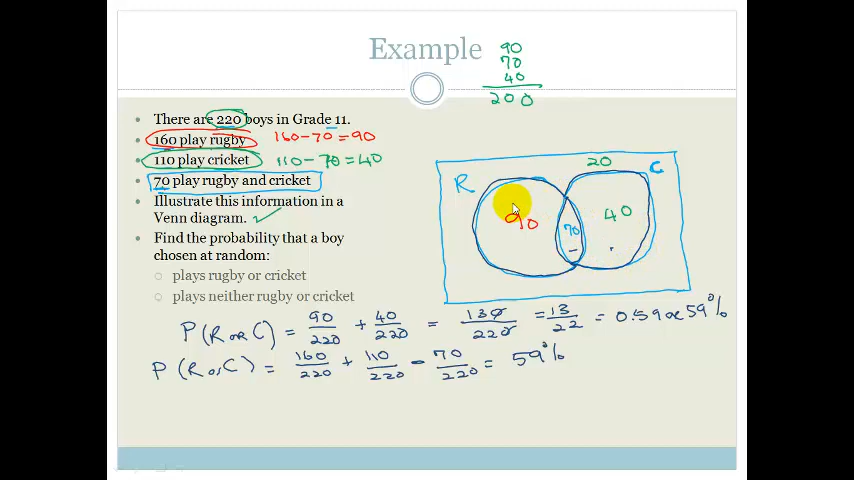 Example
90
70
40
200
There are 220 boys in Grade 11.
160 play rugby 160-70=90
110 play cricket 110-70=40
70 play rugby and cricket
Illustrate this information in a
Venn diagram. ✓
Find the probability that a boy
chosen at random:
plays rugby or cricket
plays neither rugby or cricket
20
R C
90 70 40
P(R or C) = 90/220 + 40/220 = 130/220 = 13/22 = 0.59 or 59%
P(R or C) = 160/220 + 110/220 - 70/220 = 59%